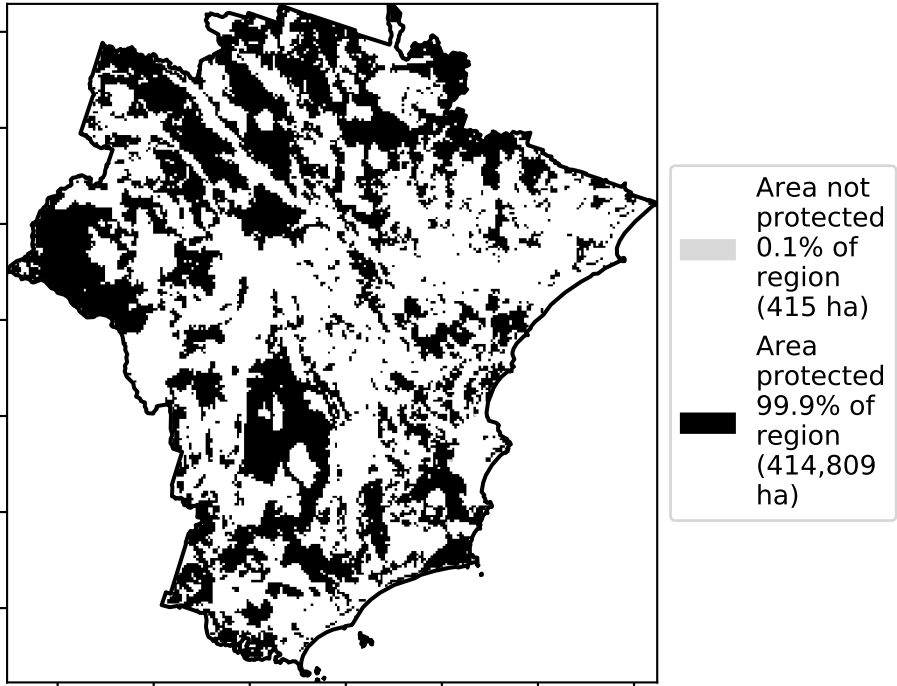 Area not
protected
0.1% of
region
(415 ha)
Area
protected
99.9% of
region
(414,809
ha)